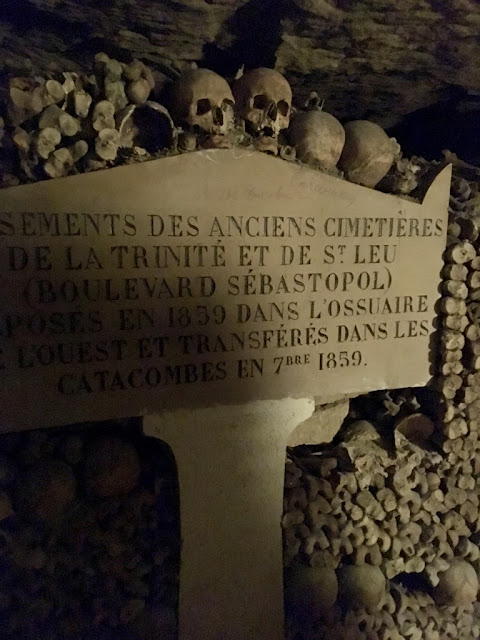 SEMENTS DES ANCIENS CIMETIÈRES
DE LA TRINITÉ ET DE ST LEU
(BOULEVARD SÉBASTOPOL)
POSÉS EN 1859 DANS L'OSSUAIRE
L'OUEST ET TRANSFÉRÉS DANS LES
CATACOMBES EN 7BRE 1859.